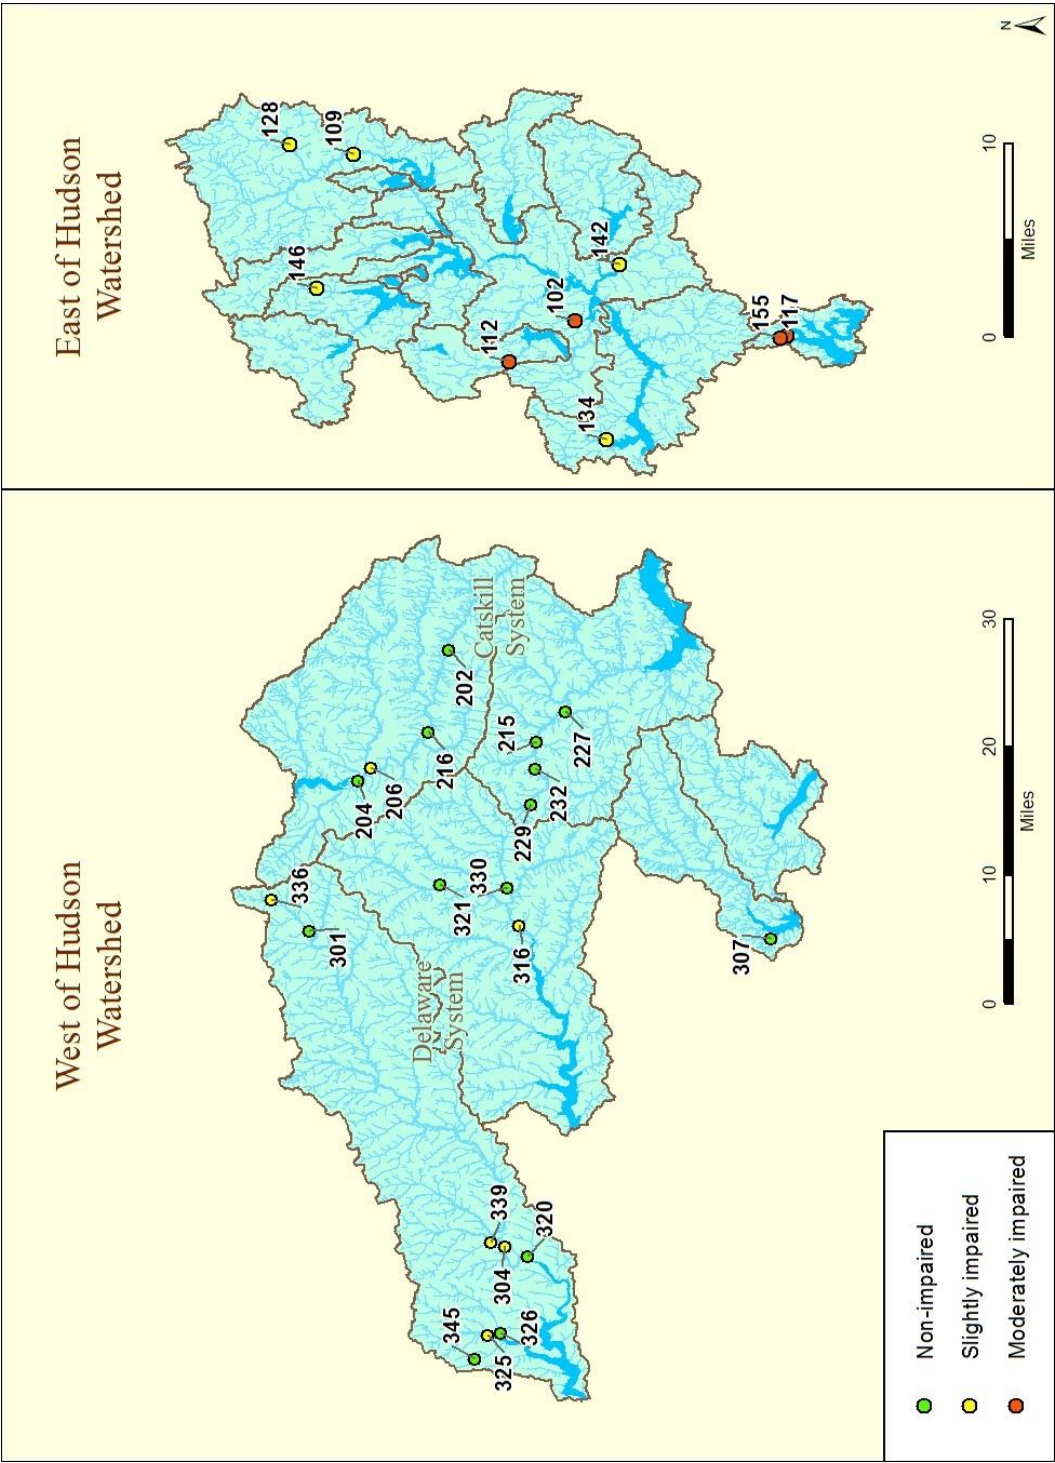 West of Hudson
Watershed
East of Hudson
Watershed
N
336
301
204
206
216
202
Catskill
System
215
227
232
229
330
321
316
Delaware
System
307
339
304
320
345
325
326
128
109
146
142
102
112
134
155
117
Non-impaired
Slightly impaired
Moderately impaired
0
10
20
30
Miles
0
10
Miles